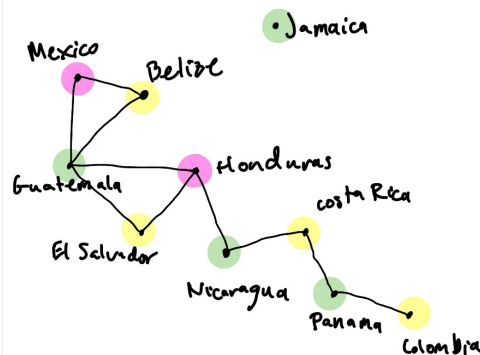 Jamaica
Mexico
Belize
Guatemala
Honduras
Costa Rica
El Salvador
Nicaragua
Panama
Colombia